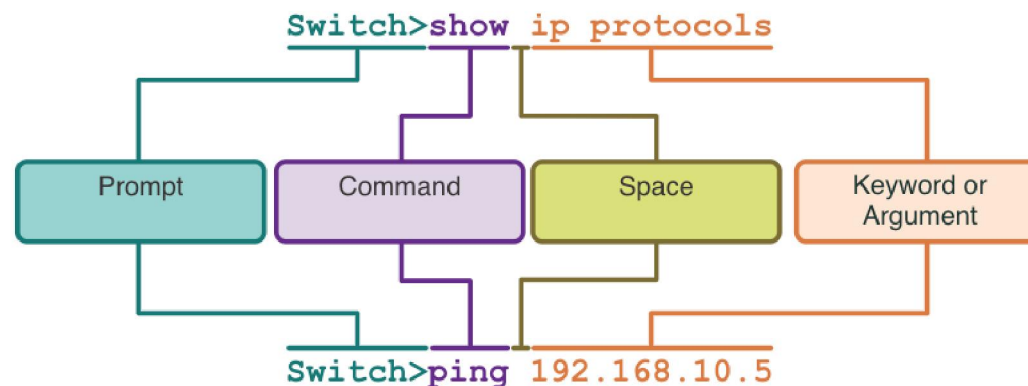 Switch>show ip protocols
Prompt
Command
Space
Keyword or
Argument
Switch>ping 192.168.10.5